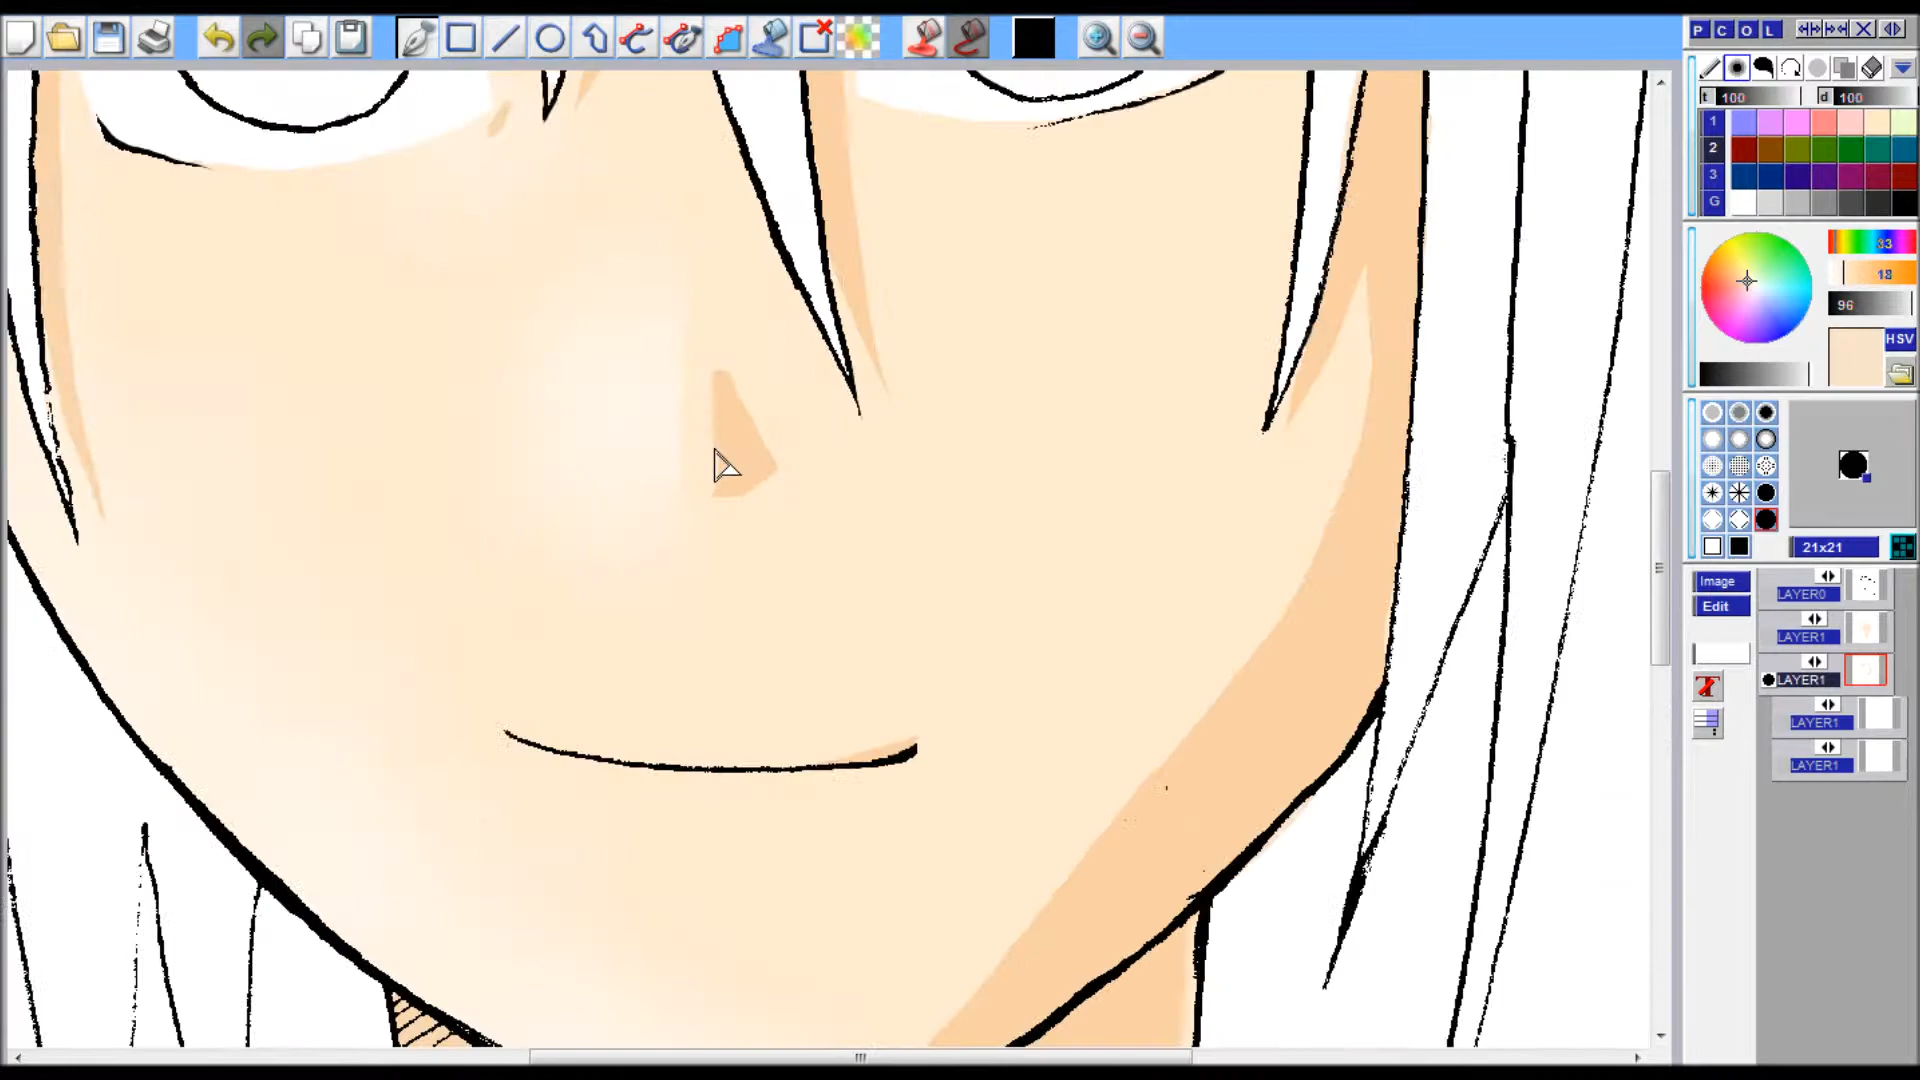 P C O L
t 100 d 100
1
2
3
G
33
18
96
HSV
21x21
Image
Edit
LAYER0
LAYER1
LAYER1
LAYER1
LAYER1
T